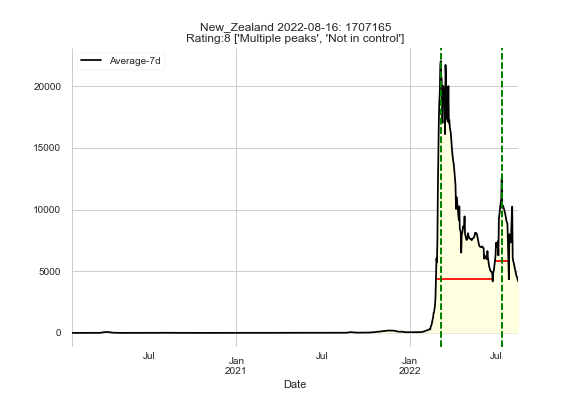 New_Zealand 2022-08-16: 1707165
Rating:8 ['Multiple peaks', 'Not in control']
Average-7d
20000
15000
10000
5000
0
Jul Jan Jul Jan Jul
2021 2022
Date